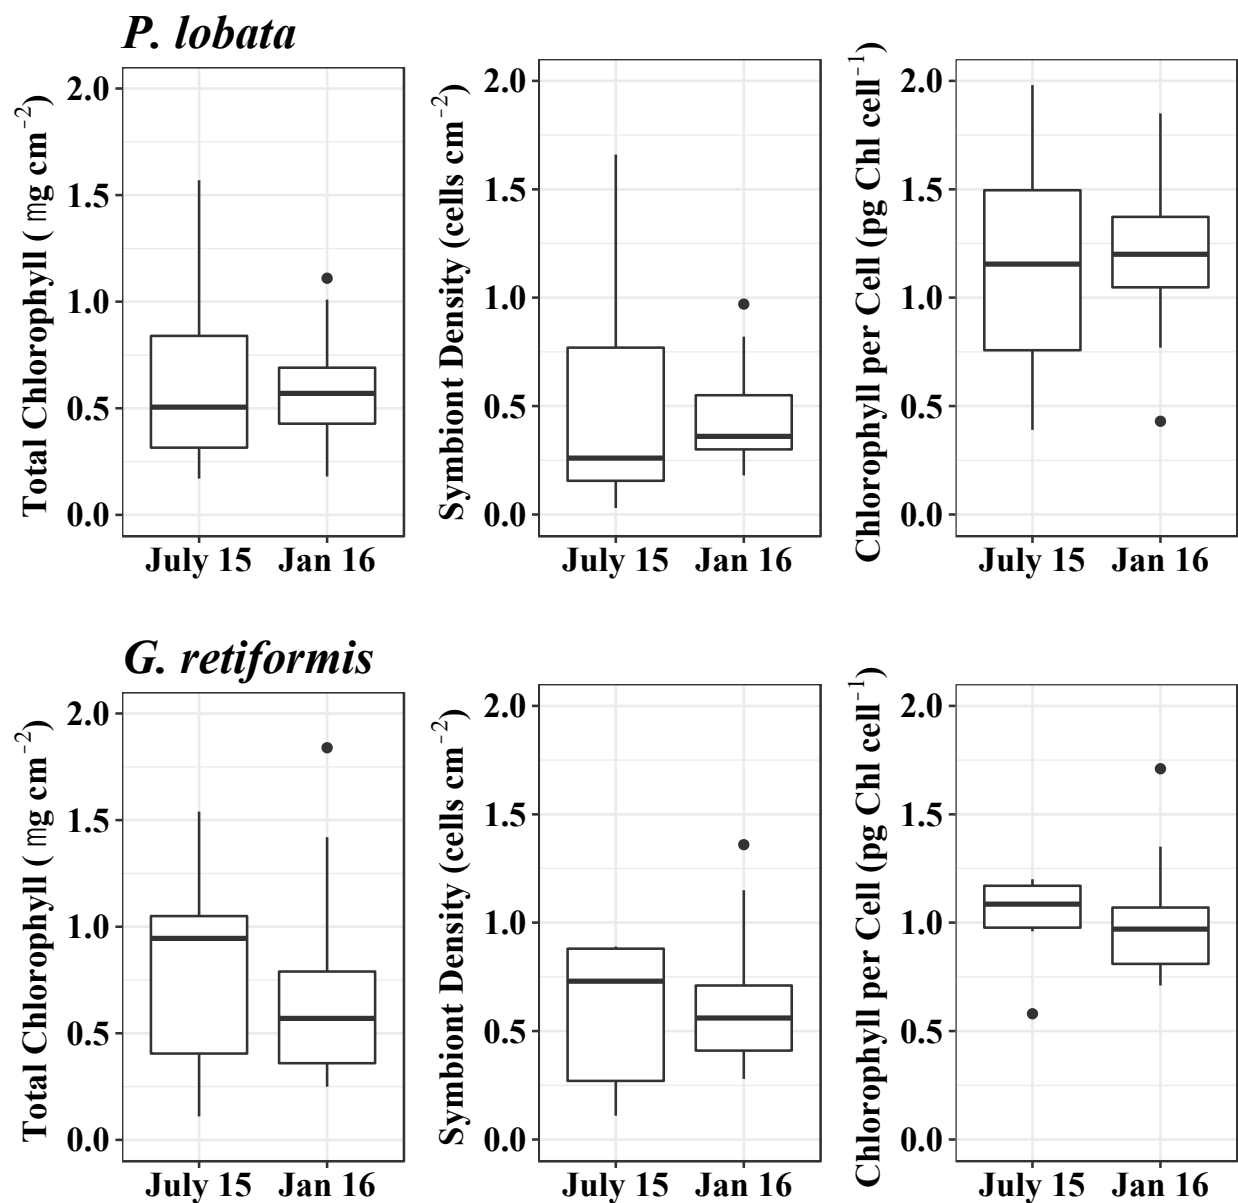 P. lobata
Total Chlorophyll ( mg cm⁻²)
2.0
1.5
1.0
0.5
0.0
July 15 Jan 16
Symbiont Density (cells cm⁻²)
2.0
1.5
1.0
0.5
0.0
July 15 Jan 16
Chlorophyll per Cell (pg Chl cell⁻¹)
2.0
1.5
1.0
0.5
0.0
July 15 Jan 16
G. retiformis
Total Chlorophyll ( mg cm⁻²)
2.0
1.5
1.0
0.5
0.0
July 15 Jan 16
Symbiont Density (cells cm⁻²)
2.0
1.5
1.0
0.5
0.0
July 15 Jan 16
Chlorophyll per Cell (pg Chl cell⁻¹)
2.0
1.5
1.0
0.5
0.0
July 15 Jan 16